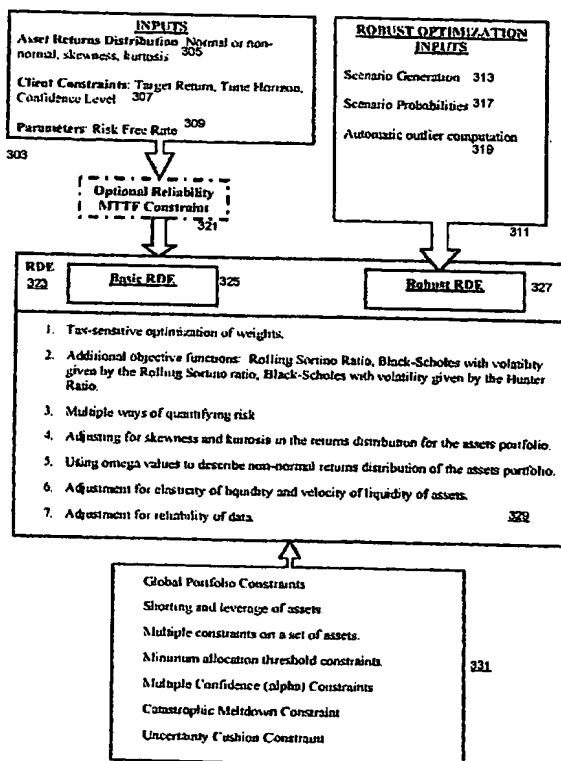 INPUTS
Asset Returns Distribution Normal or non-
normal, skewness, kurtosis 305
Client Constraints: Target Return, Time Horizon,
Confidence Level 307
Parameters: Risk Free Rate 309
303
Optional Reliability
MTTF Constraint
321
ROBUST OPTIMIZATION
INPUTS
Scenario Generation 313
Scenario Probabilities 317
Automatic outlier computation
319
311
RDE
323
Basic RDE 325
Robust RDE 327
1. Tax-sensitive optimization of weights.
2. Additional objective functions: Rolling Sortino Ratio, Black-Scholes with volatility
given by the Rolling Sortino ratio, Black-Scholes with volatility given by the Hunter
Ratio.
3. Multiple ways of quantifying risk
4. Adjusting for skewness and kurtosis in the returns distribution for the assets portfolio.
5. Using omega values to describe non-normal returns distribution of the assets portfolio.
6. Adjustment for elasticity of liquidity and velocity of liquidity of assets.
7. Adjustment for reliability of data.
329
Global Portfolio Constraints
Shorting and leverage of assets
Multiple constraints on a set of assets.
Minimum allocation threshold constraints.
Multiple Confidence (alpha) Constraints
Catastrophic Meltdown Constraint
Uncertainty Cushion Constraint
331